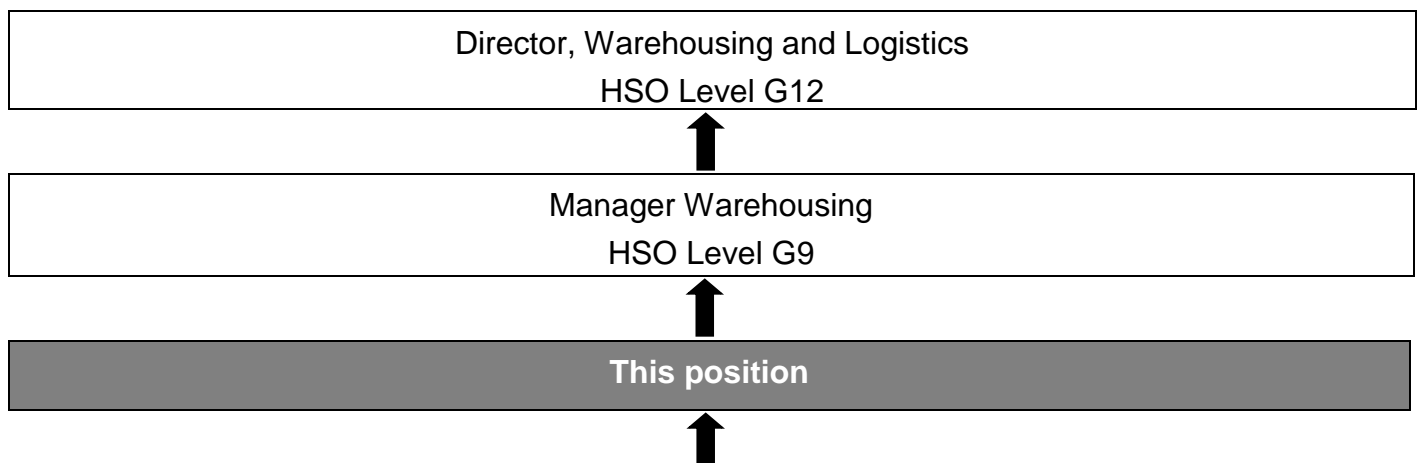 Director, Warehousing and Logistics
HSO Level G12
Manager Warehousing
HSO Level G9
This position